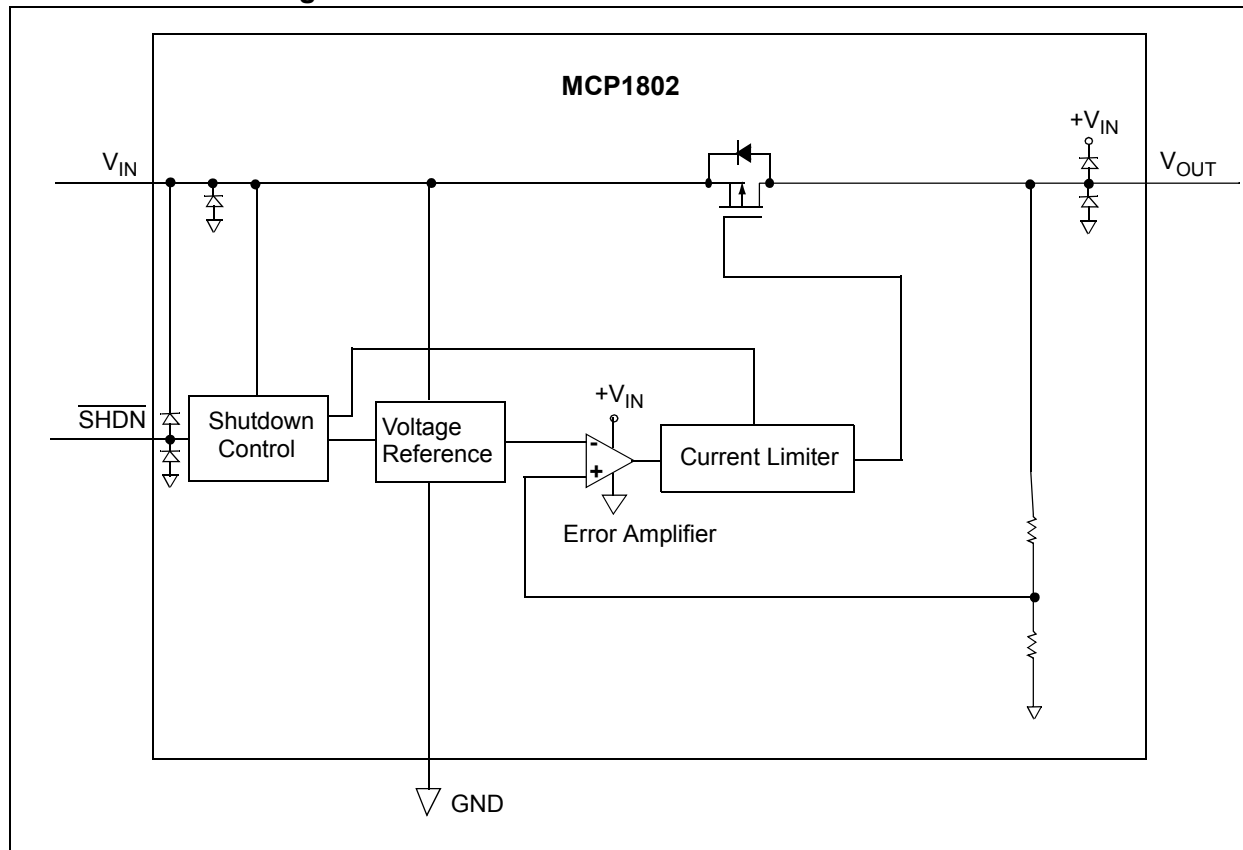 MCP1802
+VIN
VIN
VOUT
+VIN
SHDN
Shutdown
Control
Voltage
Reference
-
+
Current Limiter
Error Amplifier
GND